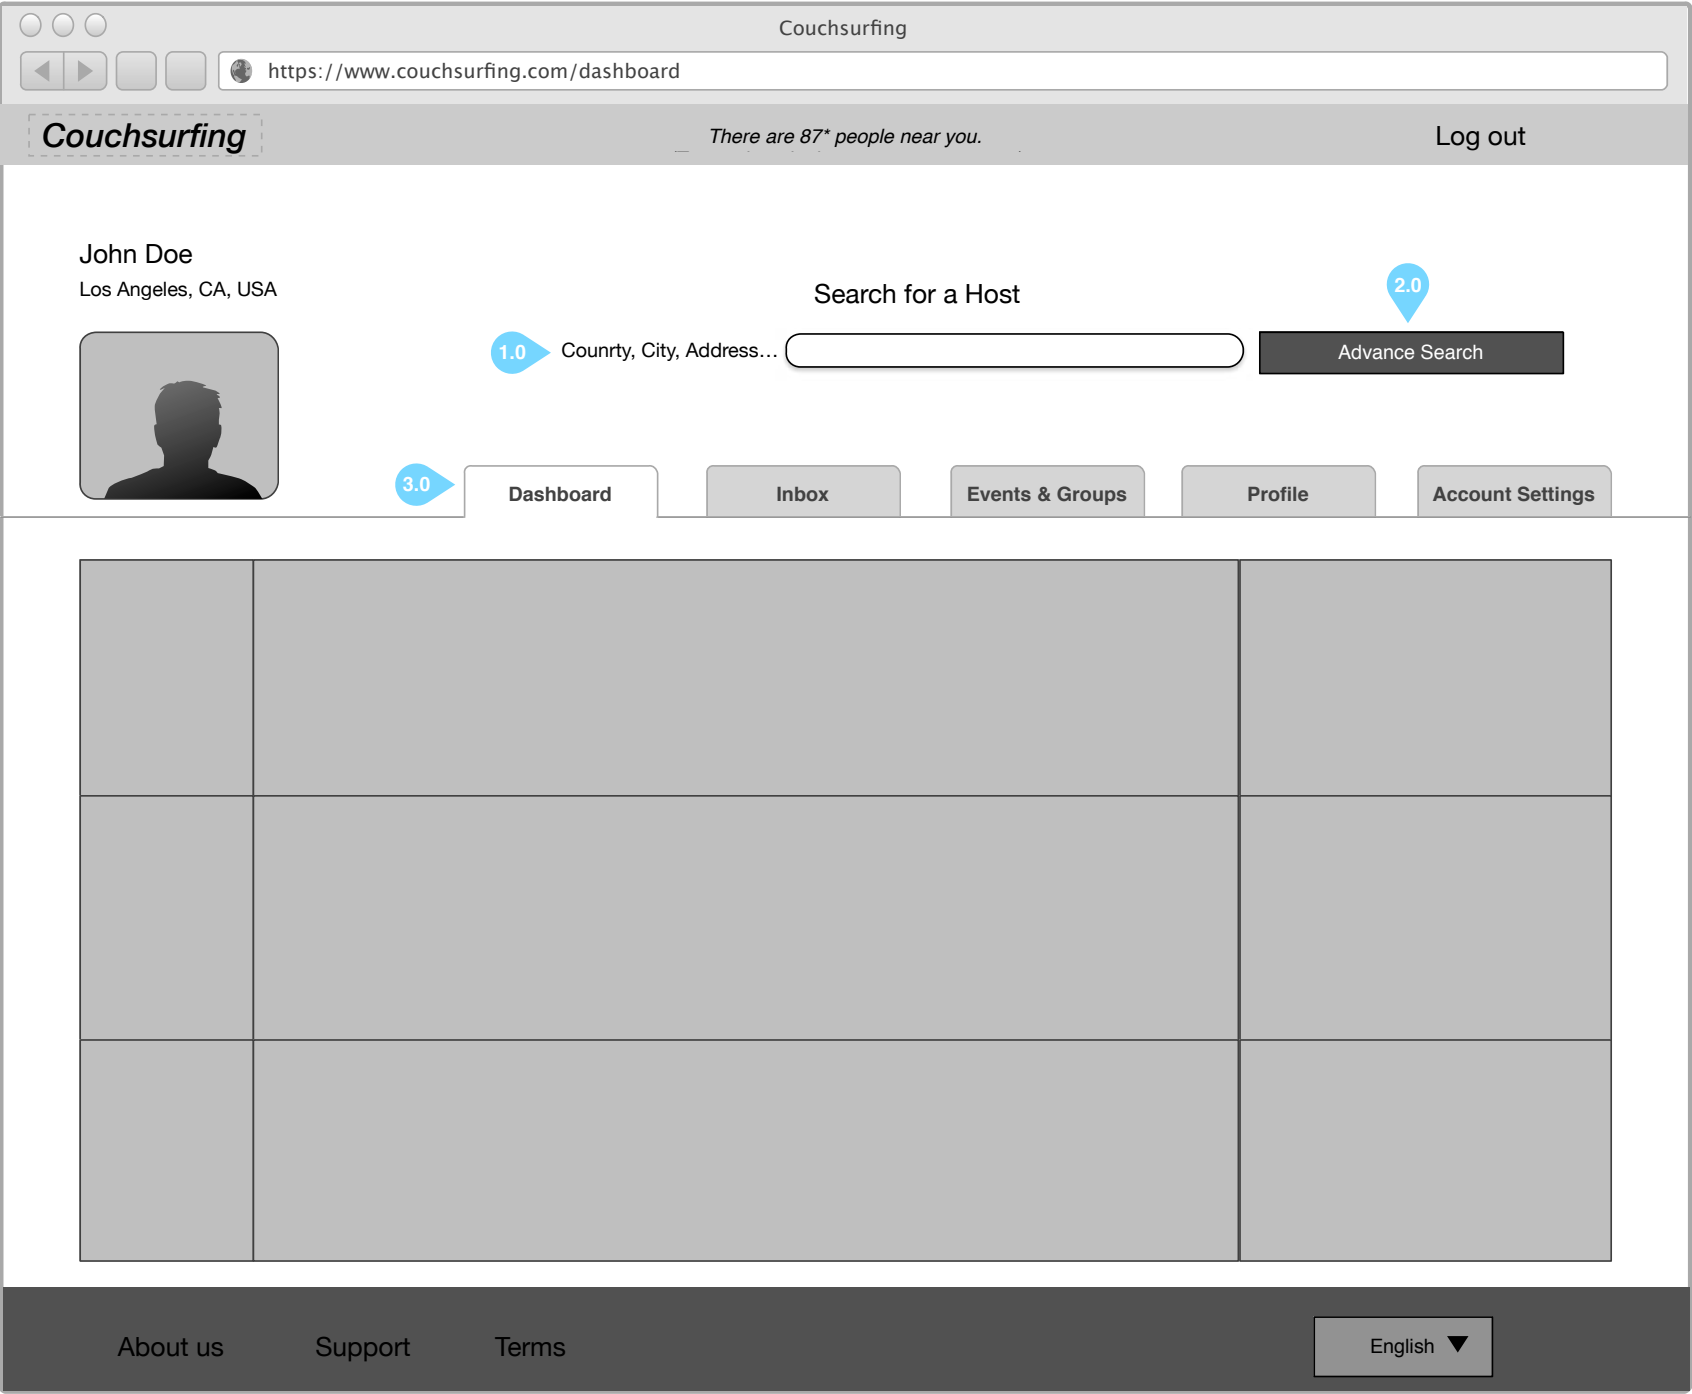 Couchsurfing
https://www.couchsurfing.com/dashboard
Couchsurfing
There are 87* people near you.
Log out
John Doe
Los Angeles, CA, USA
Search for a Host
2.0
1.0
Counrty, City, Address...
Advance Search
3.0
Dashboard
Inbox
Events & Groups
Profile
Account Settings
About us
Support
Terms
English